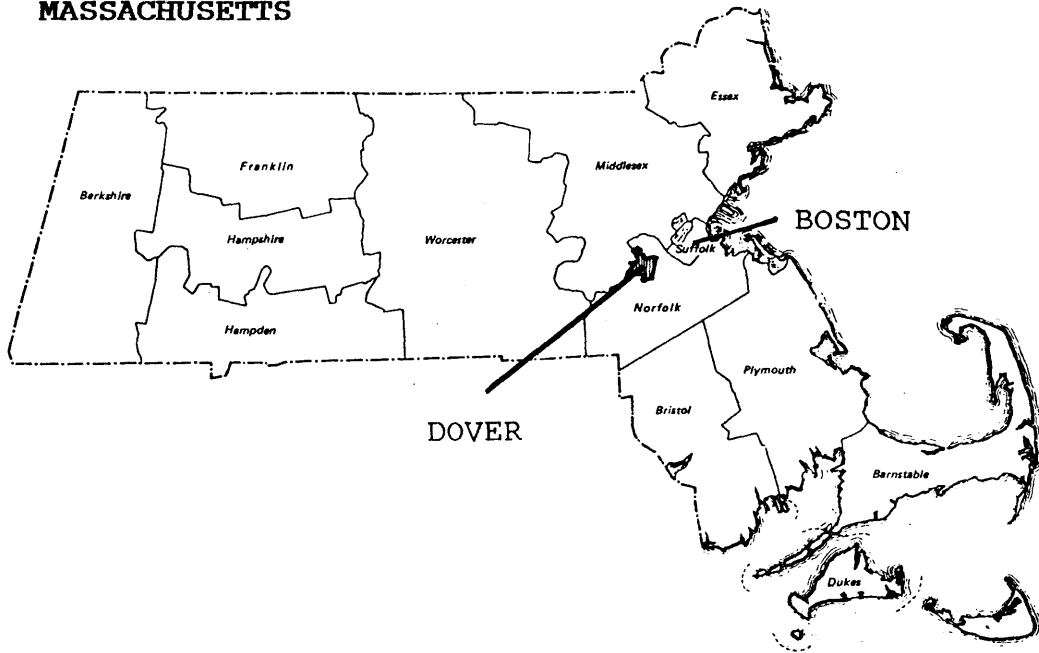 MASSACHUSETTS
Essex
Franklin
Middlesex
Berkshire
BOSTON
Hampshire
Worcester
Suffolk
Norfolk
Hampden
Plymouth
Bristol
DOVER
Barnstable
Dukes